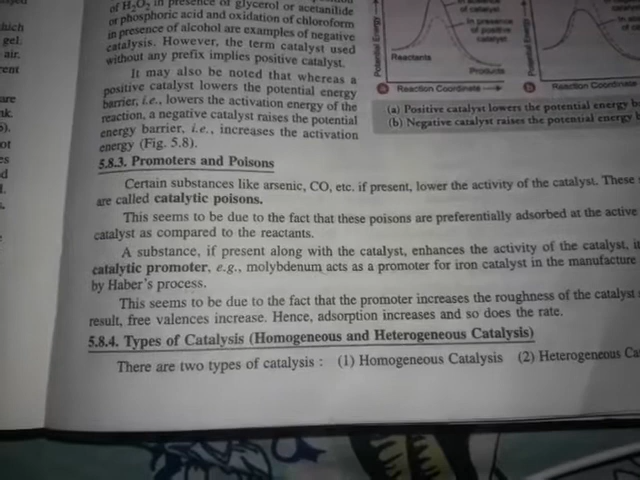 of H₂O₂ in presence of glycerol or acetanilide
or phosphoric acid and oxidation of chloroform
in presence of alcohol are examples of negative
catalysis. However, the term catalyst used
without any prefix implies positive catalyst.
It may also be noted that whereas a
positive catalyst lowers the potential energy
barrier, i.e., lowers the activation energy of the
reaction, a negative catalyst raises the potential
energy barrier, i.e., increases the activation
energy (Fig. 5.8).
Potential Energy
of catalyst
In presence
of positive
catalyst
Reactants
Products
a Reaction Coordinate
b Reaction Coordinate
(a) Positive catalyst lowers the potential energy
(b) Negative catalyst raises the potential energy
5.8.3. Promoters and Poisons
Certain substances like arsenic, CO, etc. if present, lower the activity of the catalyst. These
are called catalytic poisons.
This seems to be due to the fact that these poisons are preferentially adsorbed at the active
catalyst as compared to the reactants.
A substance, if present along with the catalyst, enhances the activity of the catalyst,
catalytic promoter, e.g., molybdenum acts as a promoter for iron catalyst in the manufacture
by Haber's process.
This seems to be due to the fact that the promoter increases the roughness of the catalyst
result, free valences increase. Hence, adsorption increases and so does the rate.
5.8.4. Types of Catalysis (Homogeneous and Heterogeneous Catalysis)
There are two types of catalysis : (1) Homogeneous Catalysis (2) Heterogeneous Ca